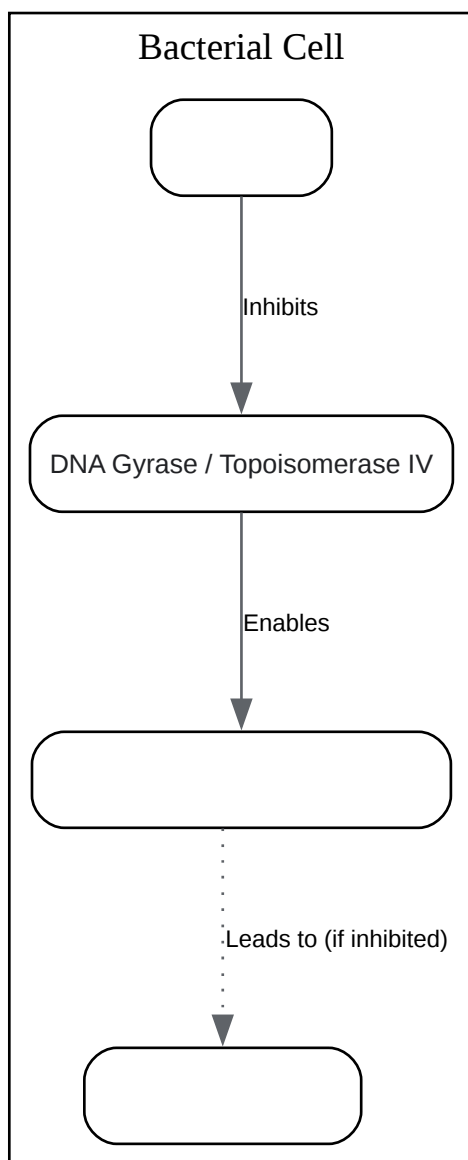 Bacterial Cell
Inhibits
DNA Gyrase / Topoisomerase IV
Enables
Leads to (if inhibited)